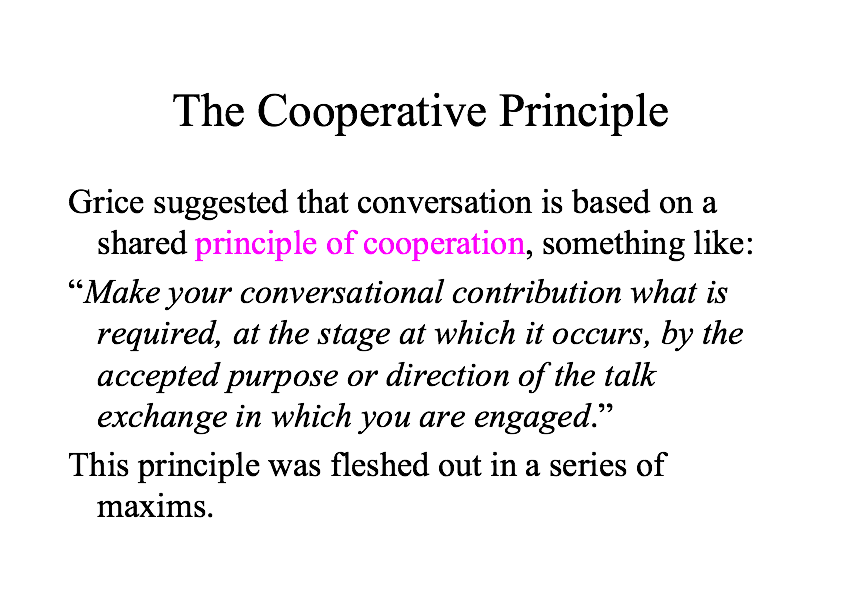 The Cooperative Principle
Grice suggested that conversation is based on a
shared principle of cooperation, something like:
“Make your conversational contribution what is
required, at the stage at which it occurs, by the
accepted purpose or direction of the talk
exchange in which you are engaged.”
This principle was fleshed out in a series of
maxims.